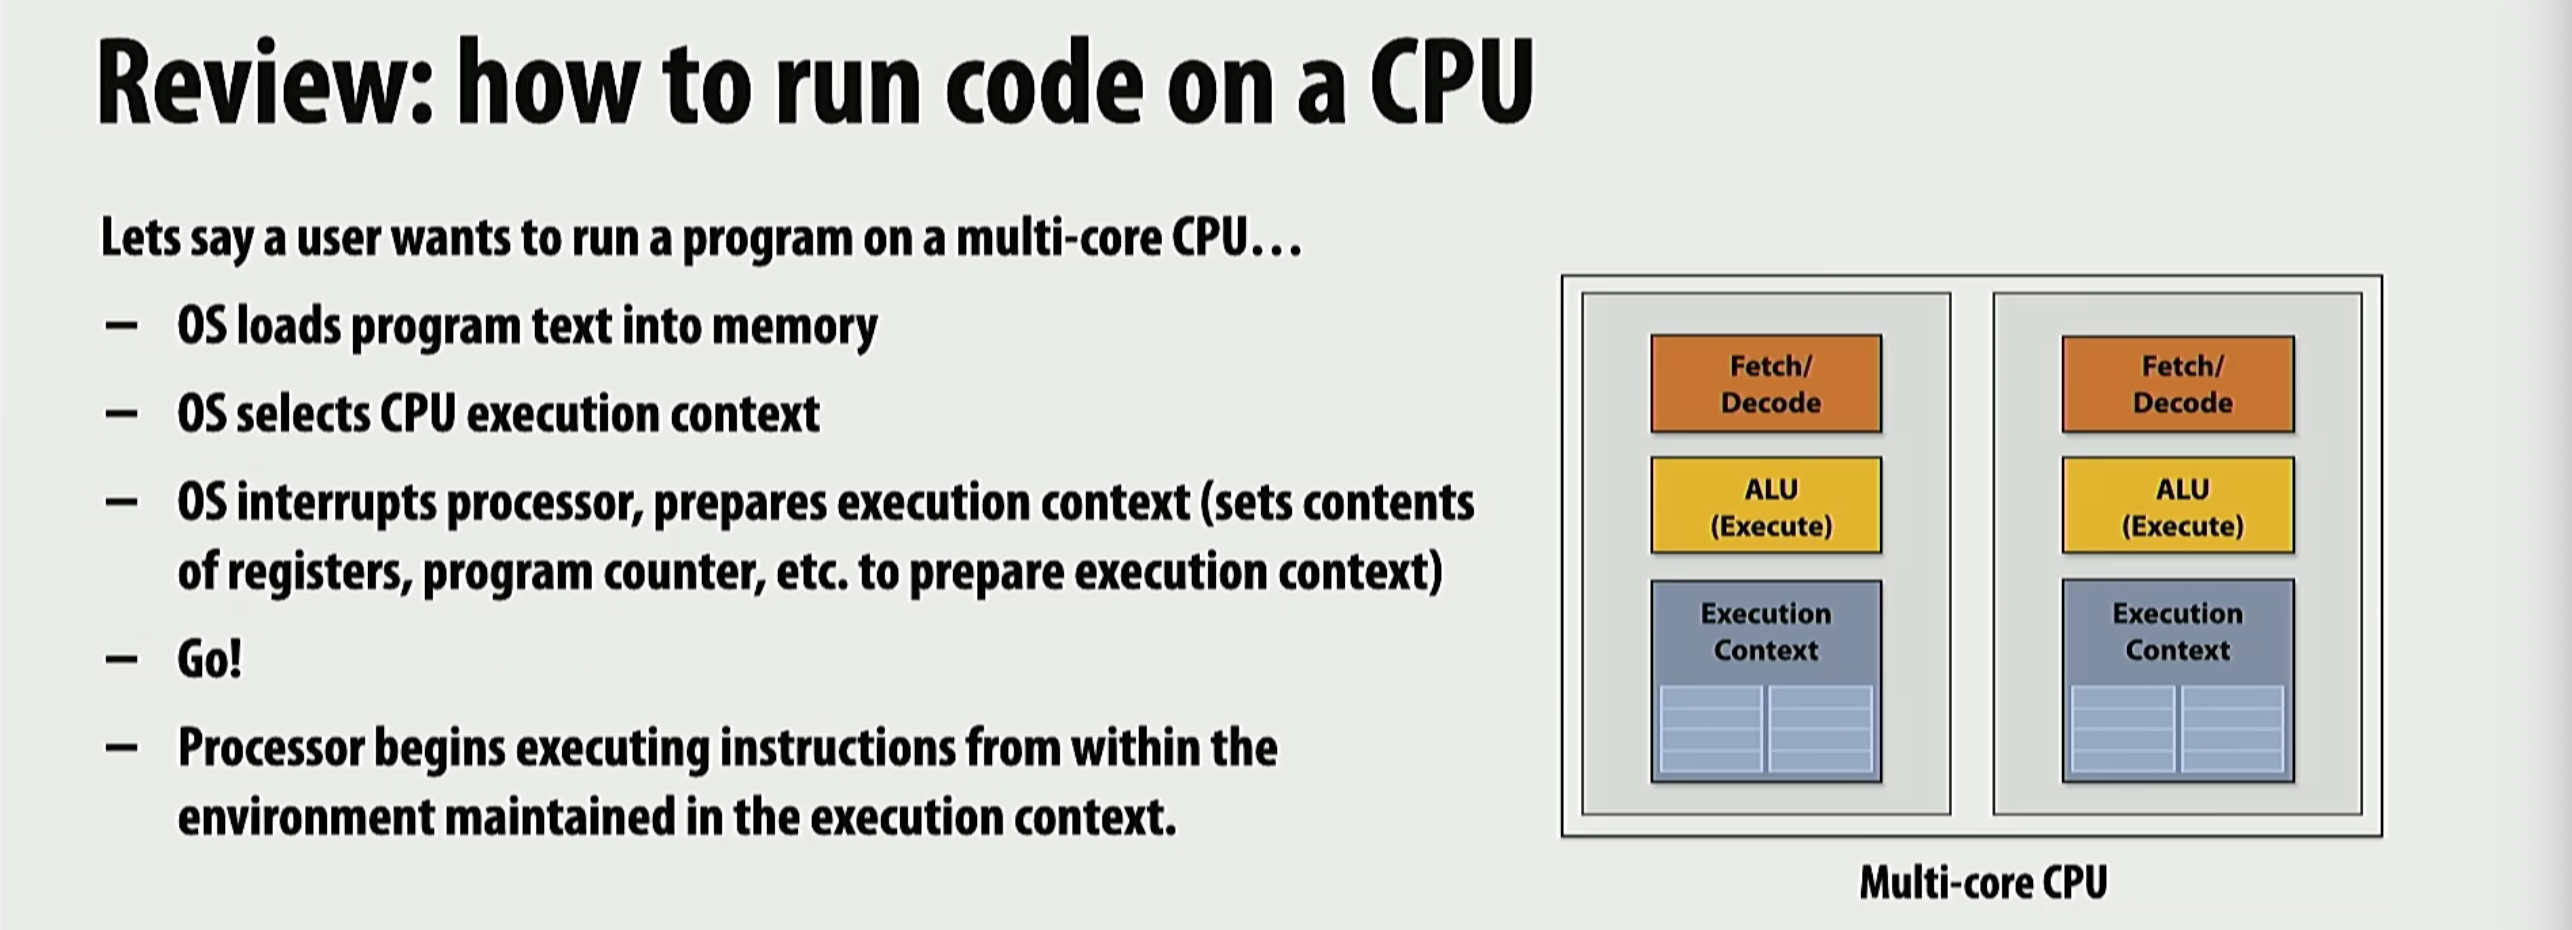 Review: how to run code on a CPU
Lets say a user wants to run a program on a multi-core CPU…
— OS loads program text into memory
— OS selects CPU execution context
— OS interrupts processor, prepares execution context (sets contents
of registers, program counter, etc. to prepare execution context)
— Go!
— Processor begins executing instructions from within the
environment maintained in the execution context.
Fetch/
Decode
ALU
(Execute)
Execution
Context
Fetch/
Decode
ALU
(Execute)
Execution
Context
Multi-core CPU